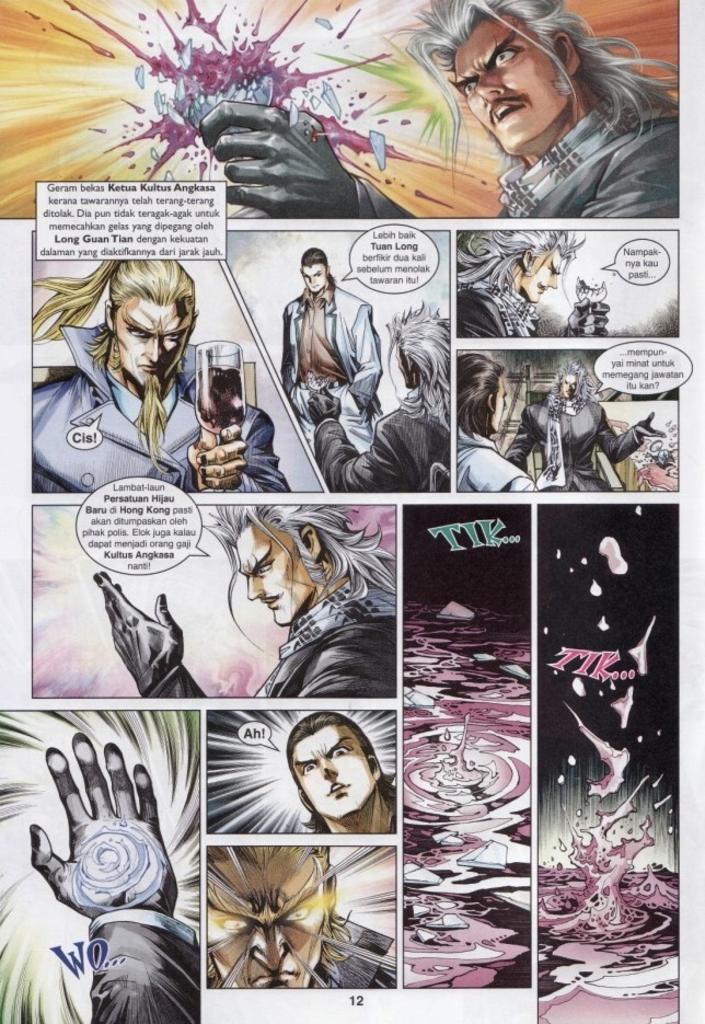 Geram bekas Ketua Kultus Angkasa
kerana tawarannya telah terang-terang
ditolak. Dia pun tidak teragak-agak untuk
memecahkan gelas yang dipegang oleh
Long Guan Tian dengan kekuatan
dalaman yang diaktifkannya dari jarak jauh.
Cis!
Lebih baik
Tuan Long
berfikir dua kali
sebelum menolak
tawaran itu!
Nampak-
nya kau
pasti...
...mempun-
yai minat untuk
memegang jawatan
itu kan?
Lambat-laun
Persatuan Hijau
Baru di Hong Kong pasti
akan ditumpaskan oleh
pihak polis. Elok juga kalau
dapat menjadi orang gaji
Kultus Angkasa
nanti!
TIK...
TIK...
WO...
Ah!
12